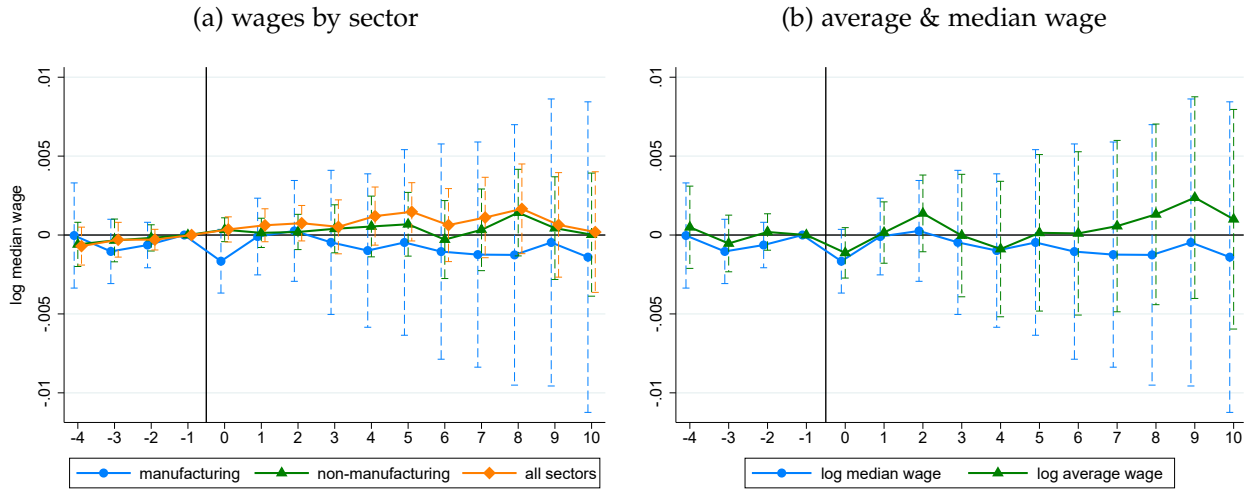 (a) wages by sector
log median wage
.01
.005
0
-.005
-.01
-4 -3 -2 -1 0 1 2 3 4 5 6 7 8 9 10
manufacturing non-manufacturing all sectors
(b) average & median wage
.01
.005
0
-.005
-.01
-4 -3 -2 -1 0 1 2 3 4 5 6 7 8 9 10
log median wage log average wage